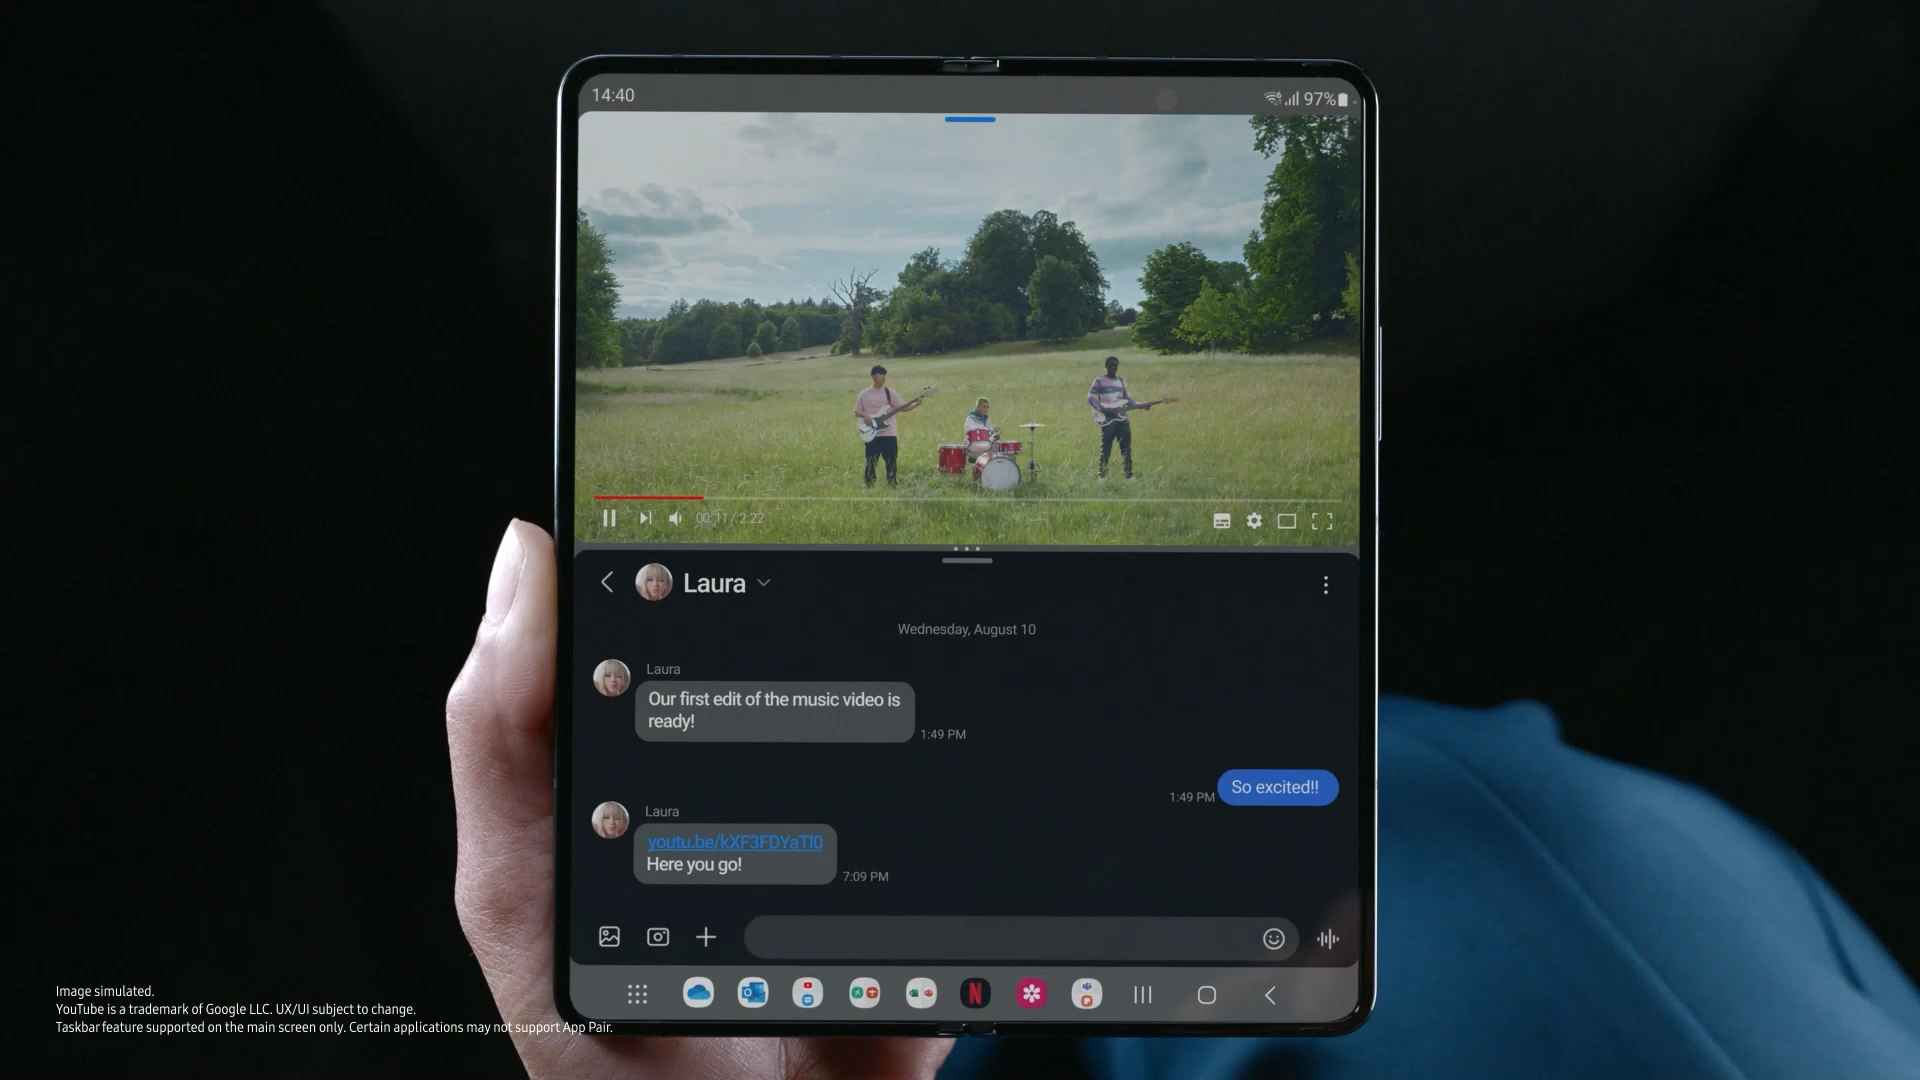 14:40
97%
00:11 / 2:22
Laura
Wednesday, August 10
Laura
Our first edit of the music video is
ready!
1:49 PM
So excited!!
1:49 PM
Laura
youtu.be/kXF3FDYaTl0
Here you go!
7:09 PM
N
Image simulated.
YouTube is a trademark of Google LLC. UX/UI subject to change.
Taskbar feature supported on the main screen only. Certain applications may not support App Pair.